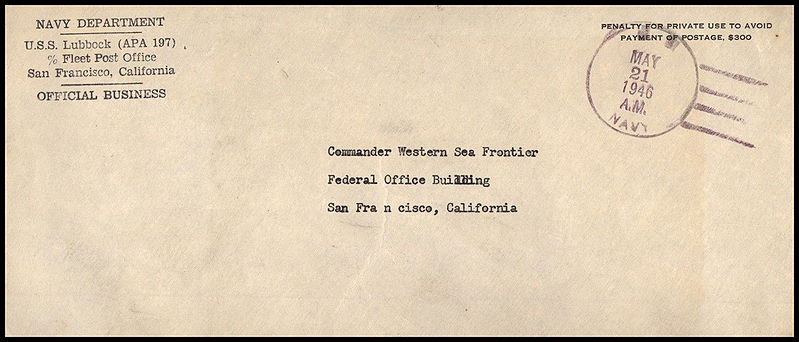 NAVY DEPARTMENT
U.S.S. Lubbock (APA 197)
℅ Fleet Post Office
San Francisco, California
OFFICIAL BUSINESS
PENALTY FOR PRIVATE USE TO AVOID
PAYMENT OF POSTAGE, $300
MAY
21
1946
A.M.
NAVY
Commander Western Sea Frontier
Federal Office Building
San Fra n cisco, California